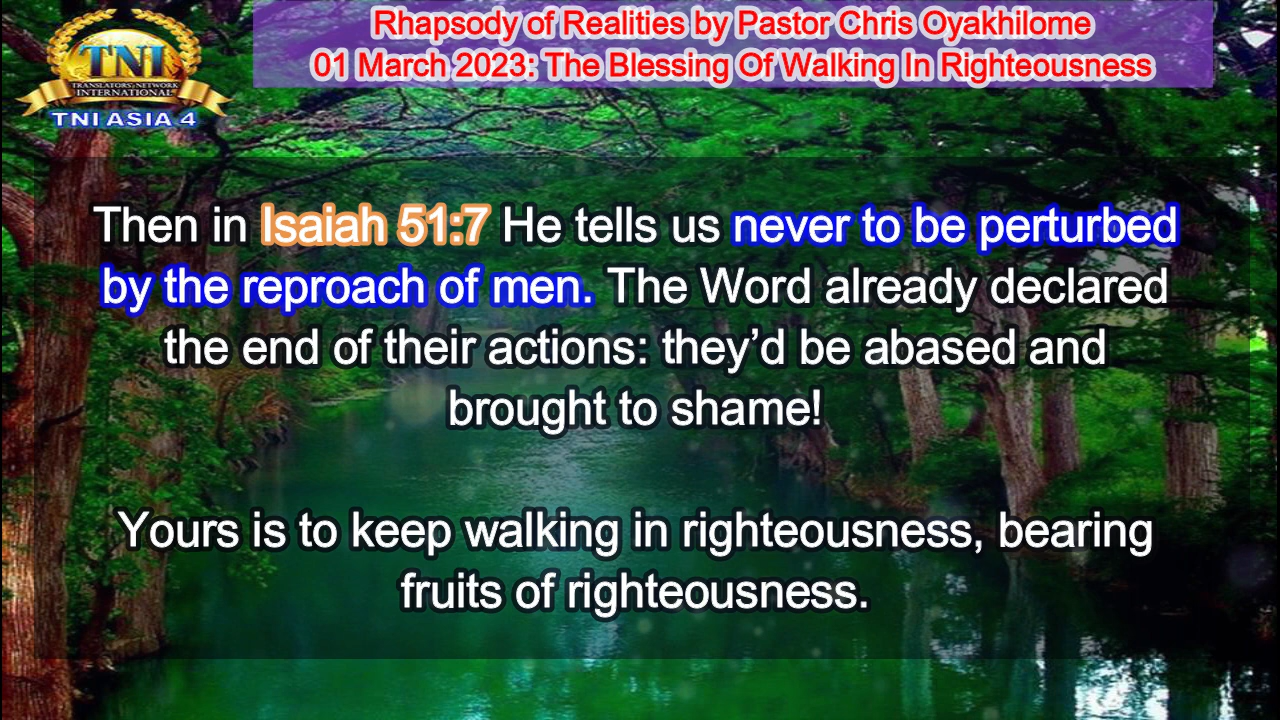 Rhapsody of Realities by Pastor Chris Oyakhilome
01 March 2023: The Blessing Of Walking In Righteousness
TNI
TRANSLATORS' NETWORK
INTERNATIONAL
TNI ASIA 4
Then in Isaiah 51:7 He tells us never to be perturbed
by the reproach of men. The Word already declared
the end of their actions: they’d be abased and
brought to shame!
Yours is to keep walking in righteousness, bearing
fruits of righteousness.